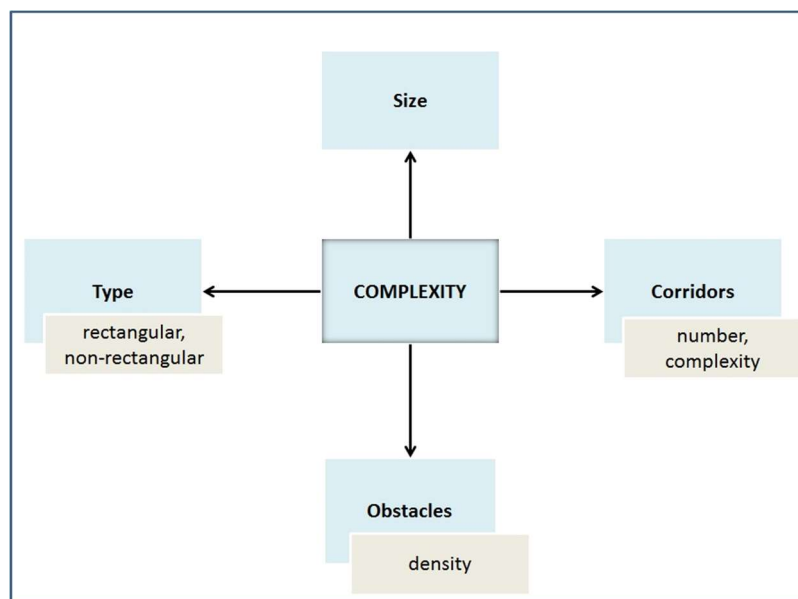 Size
Type
rectangular,
non-rectangular
COMPLEXITY
Corridors
number,
complexity
Obstacles
density